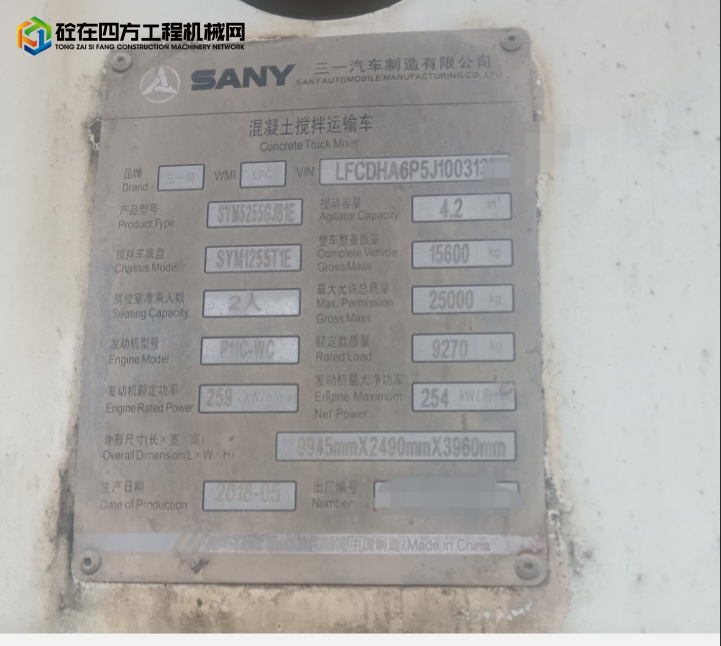 砼在四方工程机械网
TONG ZAI SI FANG CONSTRUCTION MACHINERY NETWORK
SANY 三一汽车制造有限公司
SANY AUTOMOBILE MANUFACTURING CO.,LTD.
混凝土搅拌运输车
Concrete Truck Mixer
品牌 三一牌 WMI LFC VIN LFCDHA6P5J100313
Brand
产品型号 SYM5255GJB1E 搅动容量 4.2 m³
Product Type Agitator Capacity
搅拌车底盘 SYM1255T1E 整车整备质量 15600 kg
Chassis Model Complete Vehicle
Gross Mass
驾驶室准乘人数 2人 最大允许总质量 25000 kg
Seating Capacity Max. Permission
Gross Mass
发动机型号 P11C-WC 额定载质量 9270 kg
Engine Model Rated Load
发动机额定功率 259 kW/(r/min) 发动机最大净功率 254 kW/(r/min)
Engine Rated Power Engine Maximum
Net Power
外形尺寸(长×宽×高) 9945mmX2490mmX3960mm
Overall Dimension(L×W×H)
生产日期 2018-05 出厂编号
Date of Production Number
中国制造/Made in China